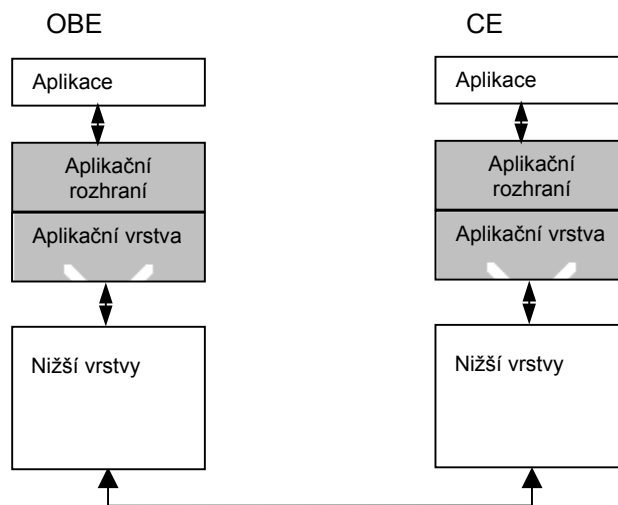 OBE
Aplikace
Aplikační
rozhraní
Aplikační vrstva
Nižší vrstvy
CE
Aplikace
Aplikační
rozhraní
Aplikační vrstva
Nižší vrstvy